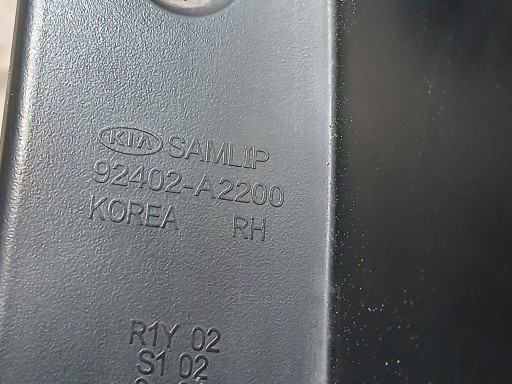 KIA SAMLIP
92402-A2200
KOREA RH
R1Y 02
S1 02